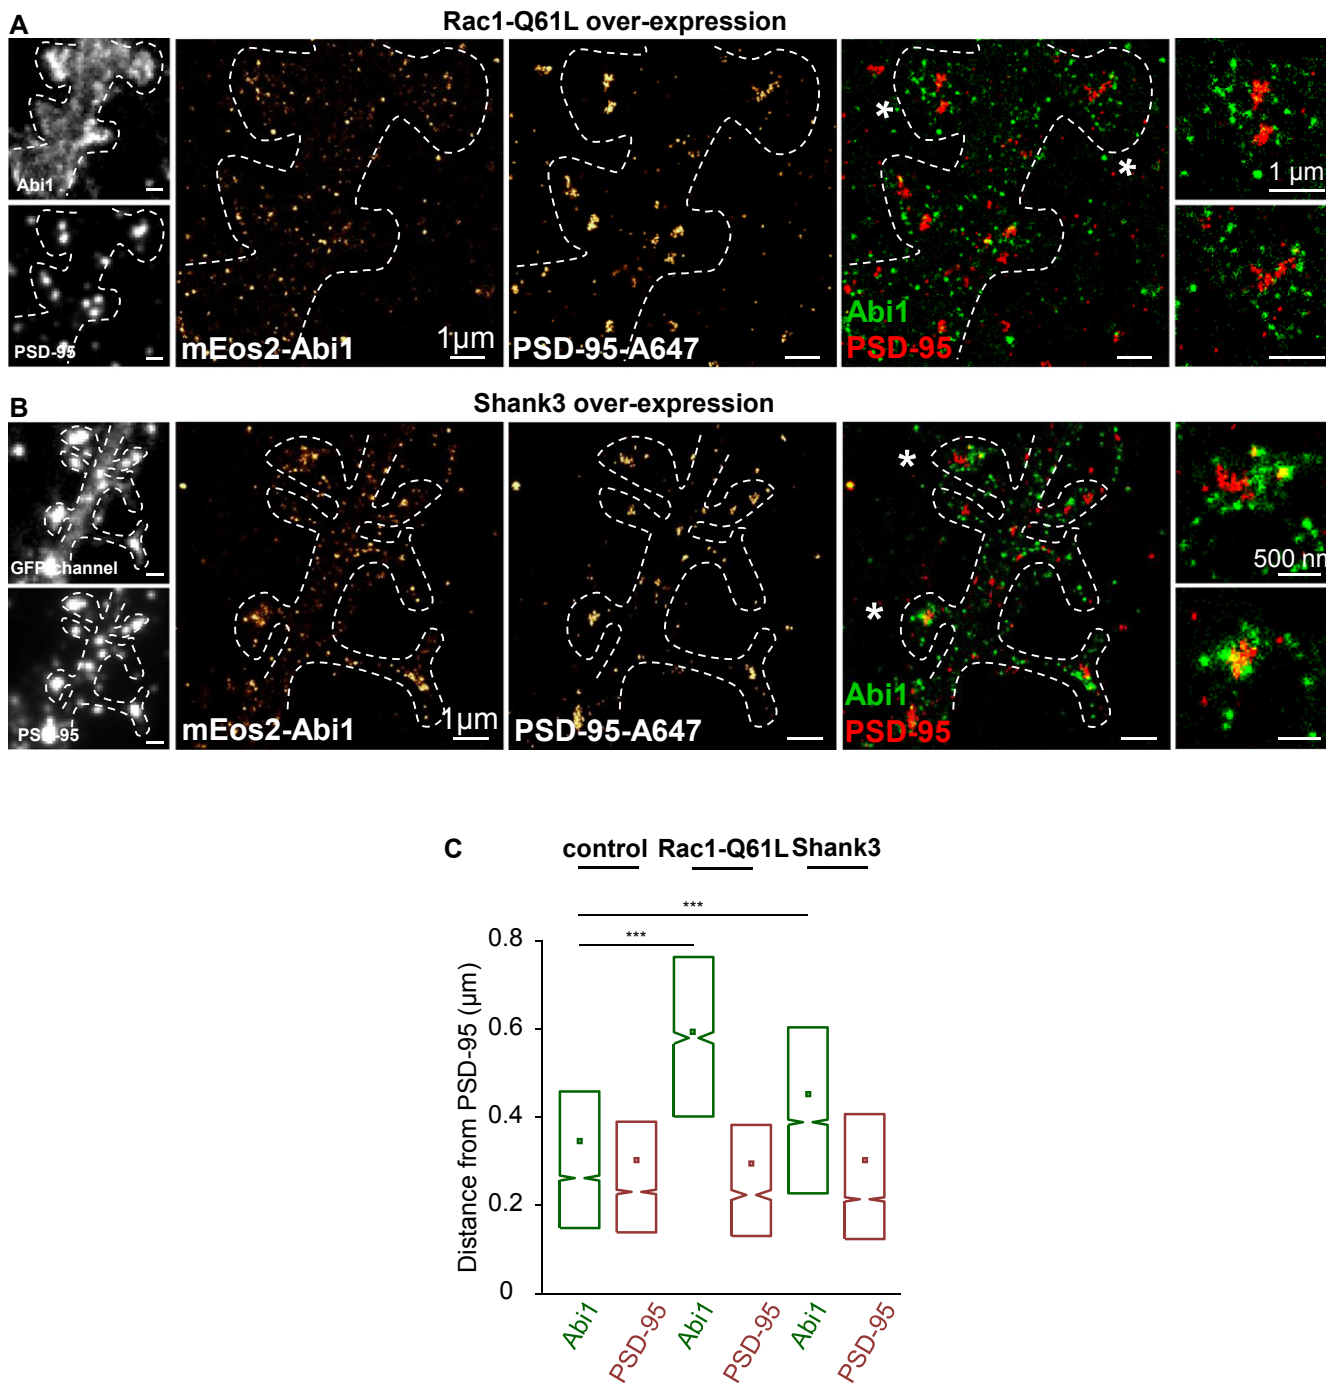 A
Rac1-Q61L over-expression
Abi1
PSD-95
mEos2-Abi1
1μm
PSD-95-A647
Abi1
PSD-95
1 μm
B
Shank3 over-expression
GFP channel
PSD-95
mEos2-Abi1
1μm
PSD-95-A647
Abi1
PSD-95
500 nm
C
control Rac1-Q61L Shank3
***
***
Distance from PSD-95 (μm)
0.8
0.6
0.4
0.2
0
Abi1
PSD-95
Abi1
PSD-95
Abi1
PSD-95